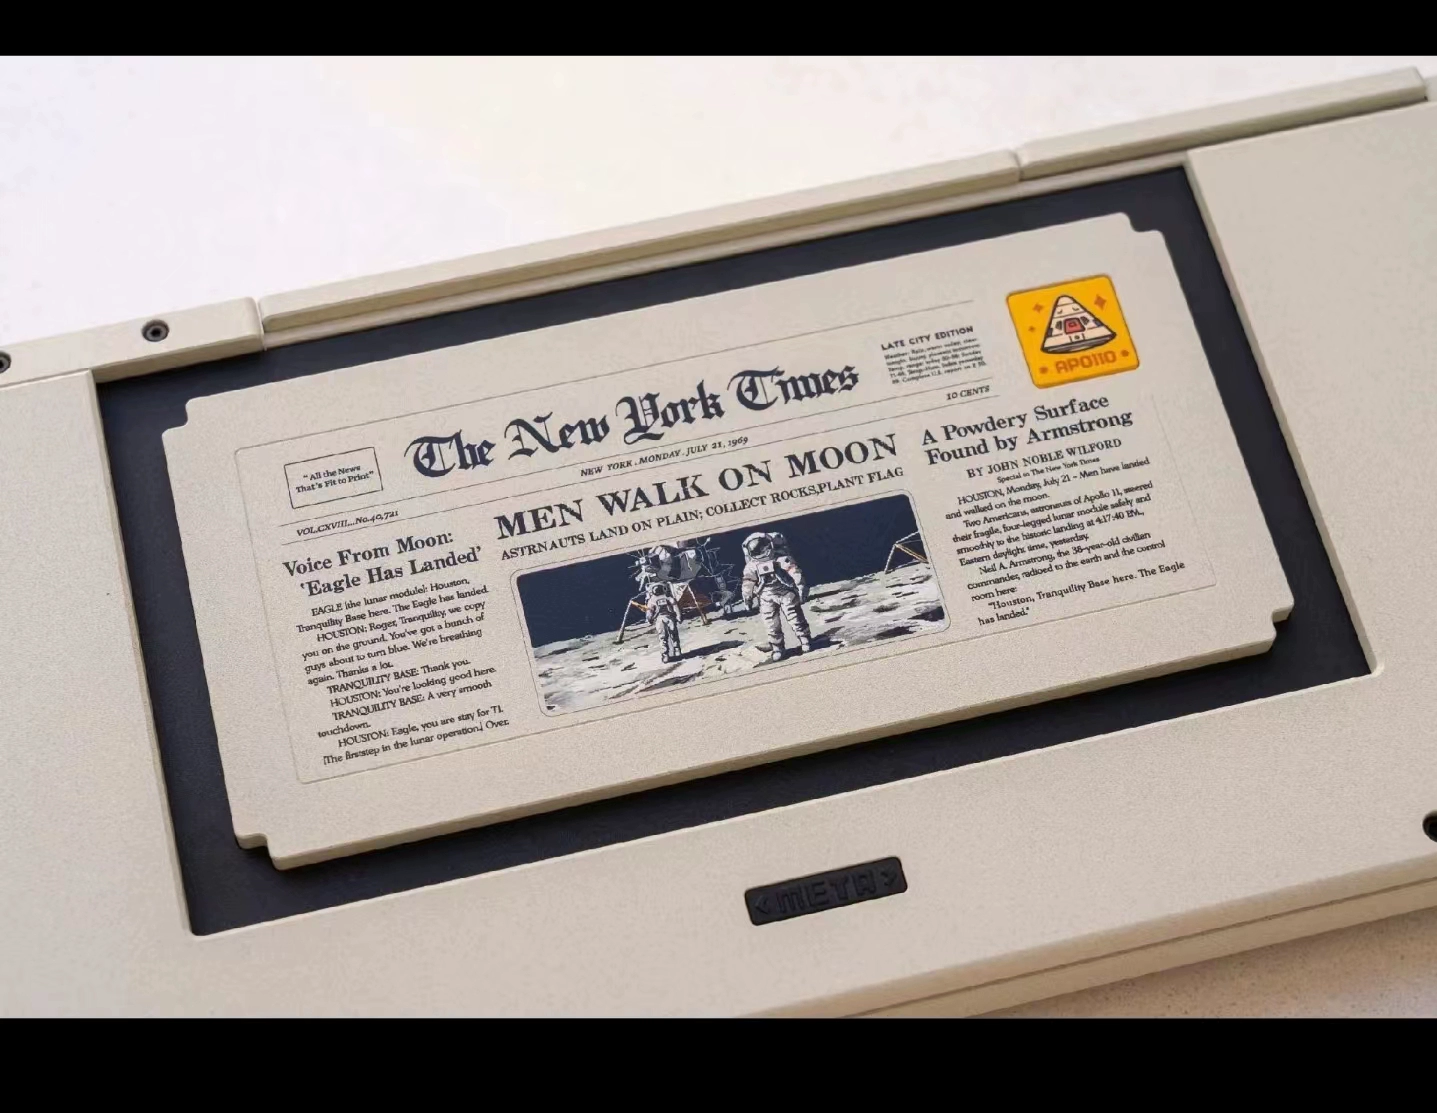 "All the News
That's Fit to Print"
The New York Times
LATE CITY EDITION
10 CENTS
VOL.CXVIII...No.40,721
NEW YORK.MONDAY.JULY 21, 1969
APO110
MEN WALK ON MOON
ASTRNAUTS LAND ON PLAIN; COLLECT ROCKS,PLANT FLAG
Voice From Moon:
'Eagle Has Landed'
EAGLE (the lunar module): Houston,
Tranquility Base here. The Eagle has landed.
HOUSTON: Roger, Tranquility, we copy
you on the ground. You've got a bunch of
guys about to turn blue. We're breathing
again. Thanks a lot.
TRANQUILITY BASE: Thank you.
HOUSTON: You're looking good here.
TRANQUILITY BASE: A very smooth
touchdown.
HOUSTON: Eagle, you are stay for T1.
[The first step in the lunar operation.] Over.
A Powdery Surface
Found by Armstrong
BY JOHN NOBLE WILFORD
Special to The New York Times
HOUSTON, Monday, July 21 - Men have landed
and walked on the moon.
Two Americans, astronauts of Apollo 11, steered
their fragile, four-legged lunar module safely and
smoothly to the historic landing at 4:17:40 P.M.,
Eastern daylight time, yesterday.
Neil A. Armstrong, the 38-year-old civilian
commander, radioed to the earth and the control
room here:
"Houston, Tranquility Base here. The Eagle
has landed."
<META>